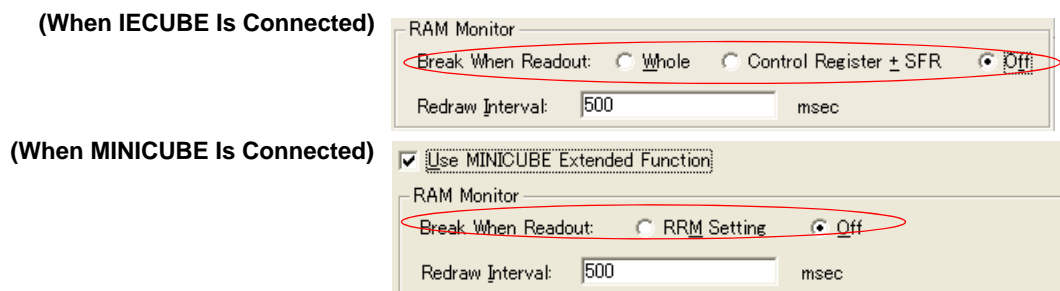 (When IECUBE Is Connected)
RAM Monitor
Break When Readout: Whole Control Register + SFR Off
Redraw Interval: 500 msec
(When MINICUBE Is Connected)
Use MINICUBE Extended Function
RAM Monitor
Break When Readout: RRM Setting Off
Redraw Interval: 500 msec